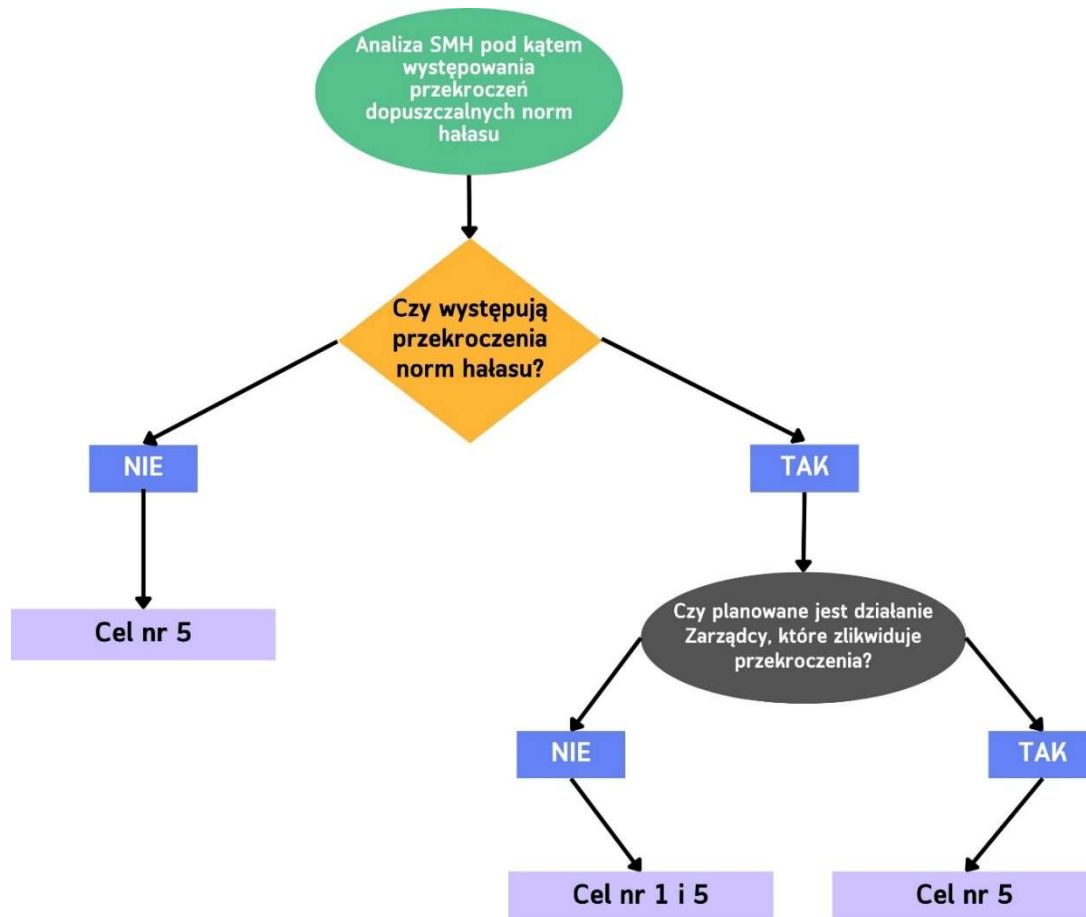 Analiza SMH pod kątem
występowania
przekroczeń
dopuszczalnych norm
hałasu
Czy występują
przekroczenia
norm hałasu?
NIE
TAK
Cel nr 5
Czy planowane jest działanie
Zarządcy, które zlikwiduje
przekroczenia?
NIE
TAK
Cel nr 1 i 5
Cel nr 5